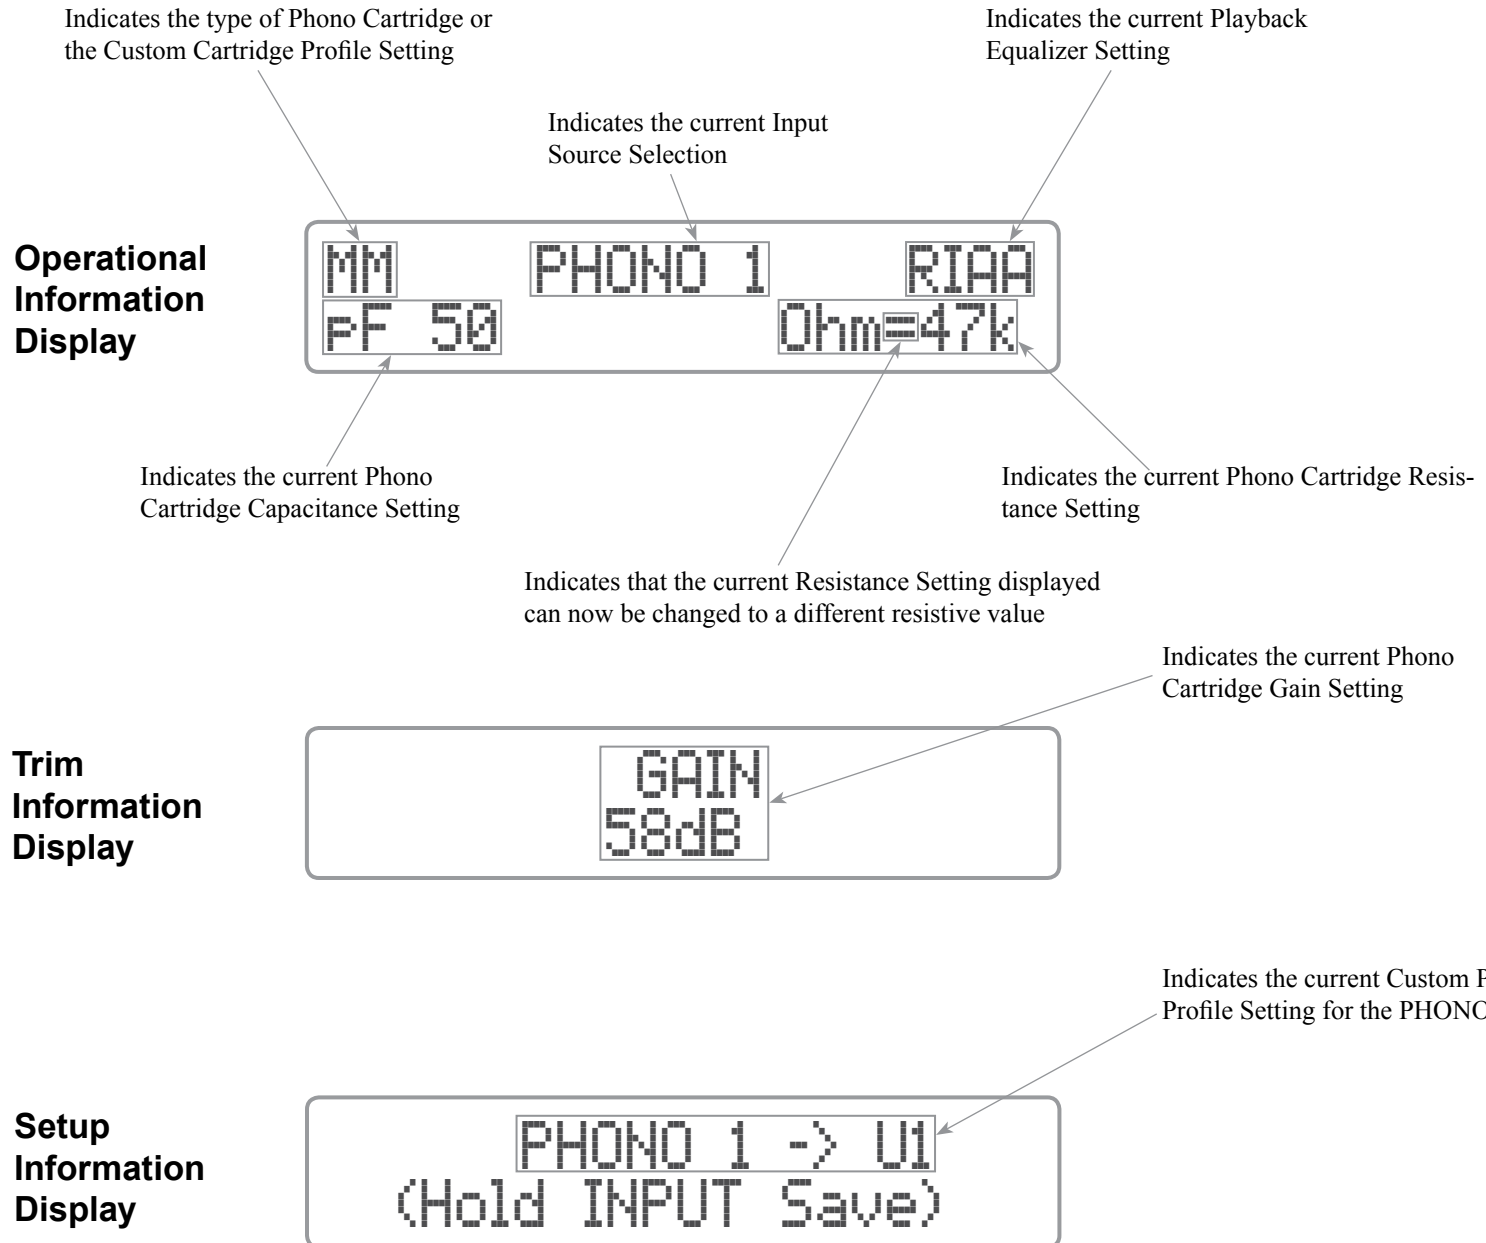 Indicates the type of Phono Cartridge or
the Custom Cartridge Profile Setting
Indicates the current Playback
Equalizer Setting
Indicates the current Input
Source Selection
Operational
Information
Display
MM PHONO 1 RIAA
pF 50 Ohm=47k
Indicates the current Phono
Cartridge Capacitance Setting
Indicates the current Phono Cartridge Resis-
tance Setting
Indicates that the current Resistance Setting displayed
can now be changed to a different resistive value
Indicates the current Phono
Cartridge Gain Setting
Trim
Information
Display
GAIN
58dB
Indicates the current Custom
Profile Setting for the PHONO
Setup
Information
Display
PHONO 1 -> U1
(Hold INPUT Save)